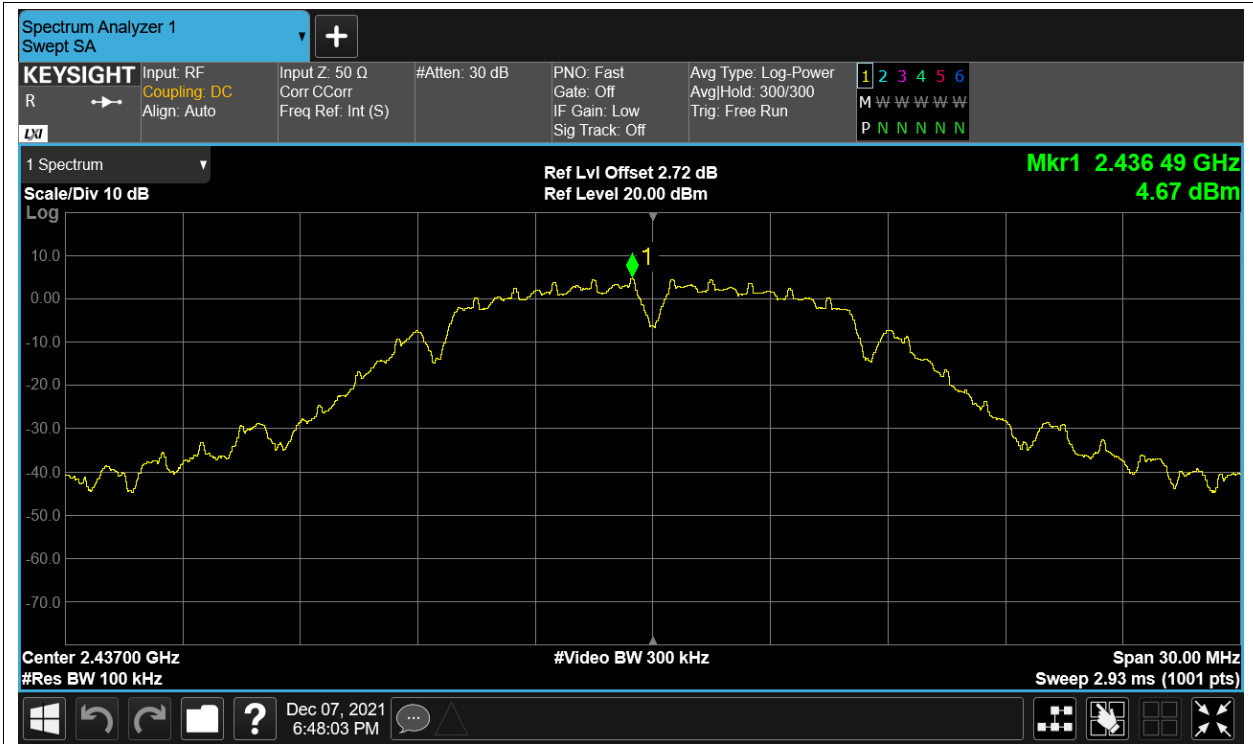 Spectrum Analyzer 1
Swept SA
+
KEYSIGHT
R
LXI
Input: RF
Coupling: DC
Align: Auto
Input Z: 50 Ω
Corr CCorr
Freq Ref: Int (S)
#Atten: 30 dB
PNO: Fast
Gate: Off
IF Gain: Low
Sig Track: Off
Avg Type: Log-Power
Avg|Hold: 300/300
Trig: Free Run
1 2 3 4 5 6
M W W W W W
P N N N N N
1 Spectrum
Scale/Div 10 dB
Log
Ref Lvl Offset 2.72 dB
Ref Level 20.00 dBm
Mkr1 2.436 49 GHz
4.67 dBm
1
10.0
0.00
-10.0
-20.0
-30.0
-40.0
-50.0
-60.0
-70.0
Center 2.43700 GHz
#Res BW 100 kHz
#Video BW 300 kHz
Span 30.00 MHz
Sweep 2.93 ms (1001 pts)
?
Dec 07, 2021
6:48:03 PM